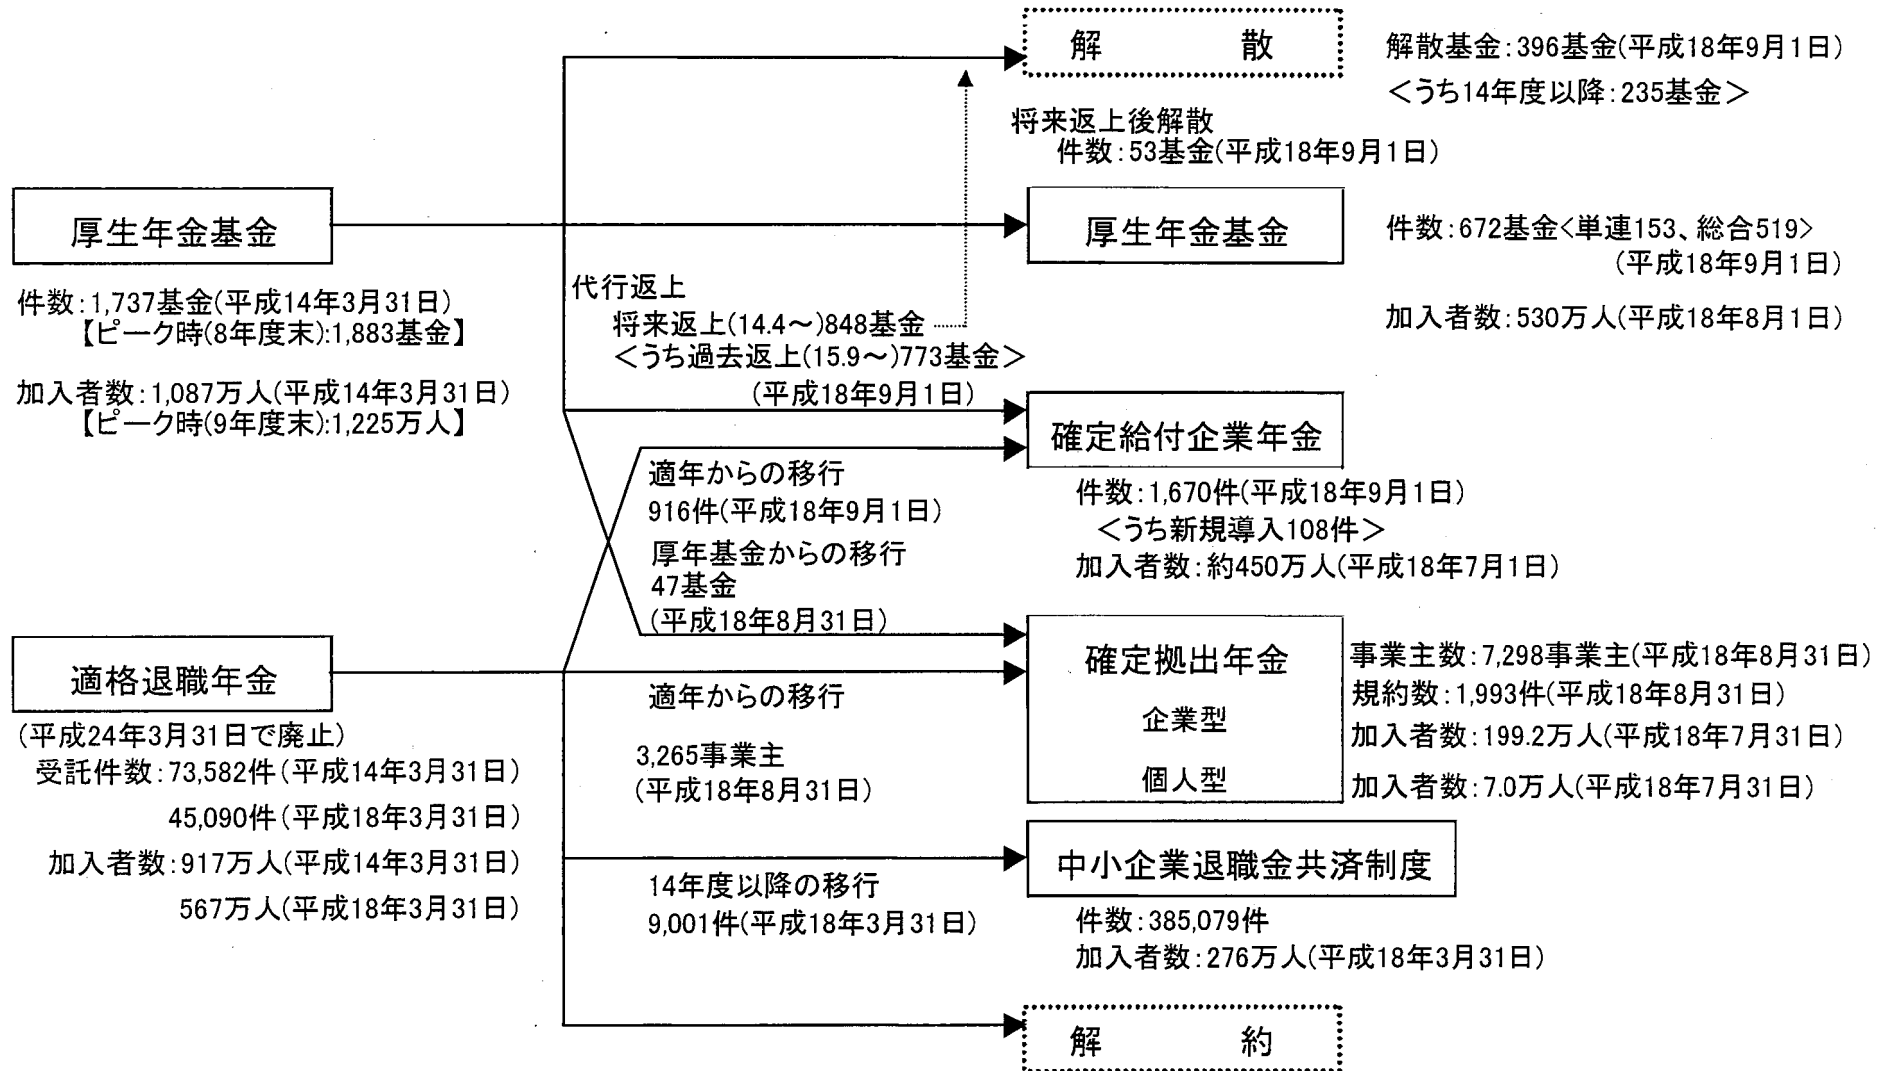 解　　　散
解散基金:396基金(平成18年9月1日)
＜うち14年度以降:235基金＞
将来返上後解散
件数:53基金(平成18年9月1日)
厚生年金基金
件数:1,737基金(平成14年3月31日)
【ピーク時(8年度末):1,883基金】
加入者数:1,087万人(平成14年3月31日)
【ピーク時(9年度末):1,225万人】
厚生年金基金
件数:672基金<単連153、総合519>
(平成18年9月1日)
加入者数:530万人(平成18年8月1日)
代行返上
将来返上(14.4～)848基金
＜うち過去返上(15.9～)773基金＞
(平成18年9月1日)
確定給付企業年金
件数:1,670件(平成18年9月1日)
＜うち新規導入108件＞
加入者数:約450万人(平成18年7月1日)
適年からの移行
916件(平成18年9月1日)
厚年基金からの移行
47基金
(平成18年8月31日)
適格退職年金
(平成24年3月31日で廃止)
受託件数:73,582件(平成14年3月31日)
45,090件(平成18年3月31日)
加入者数:917万人(平成14年3月31日)
567万人(平成18年3月31日)
適年からの移行
3,265事業主
(平成18年8月31日)
確定拠出年金
企業型
個人型
事業主数:7,298事業主(平成18年8月31日)
規約数:1,993件(平成18年8月31日)
加入者数:199.2万人(平成18年7月31日)
加入者数:7.0万人(平成18年7月31日)
14年度以降の移行
9,001件(平成18年3月31日)
中小企業退職金共済制度
件数:385,079件
加入者数:276万人(平成18年3月31日)
解　　　約